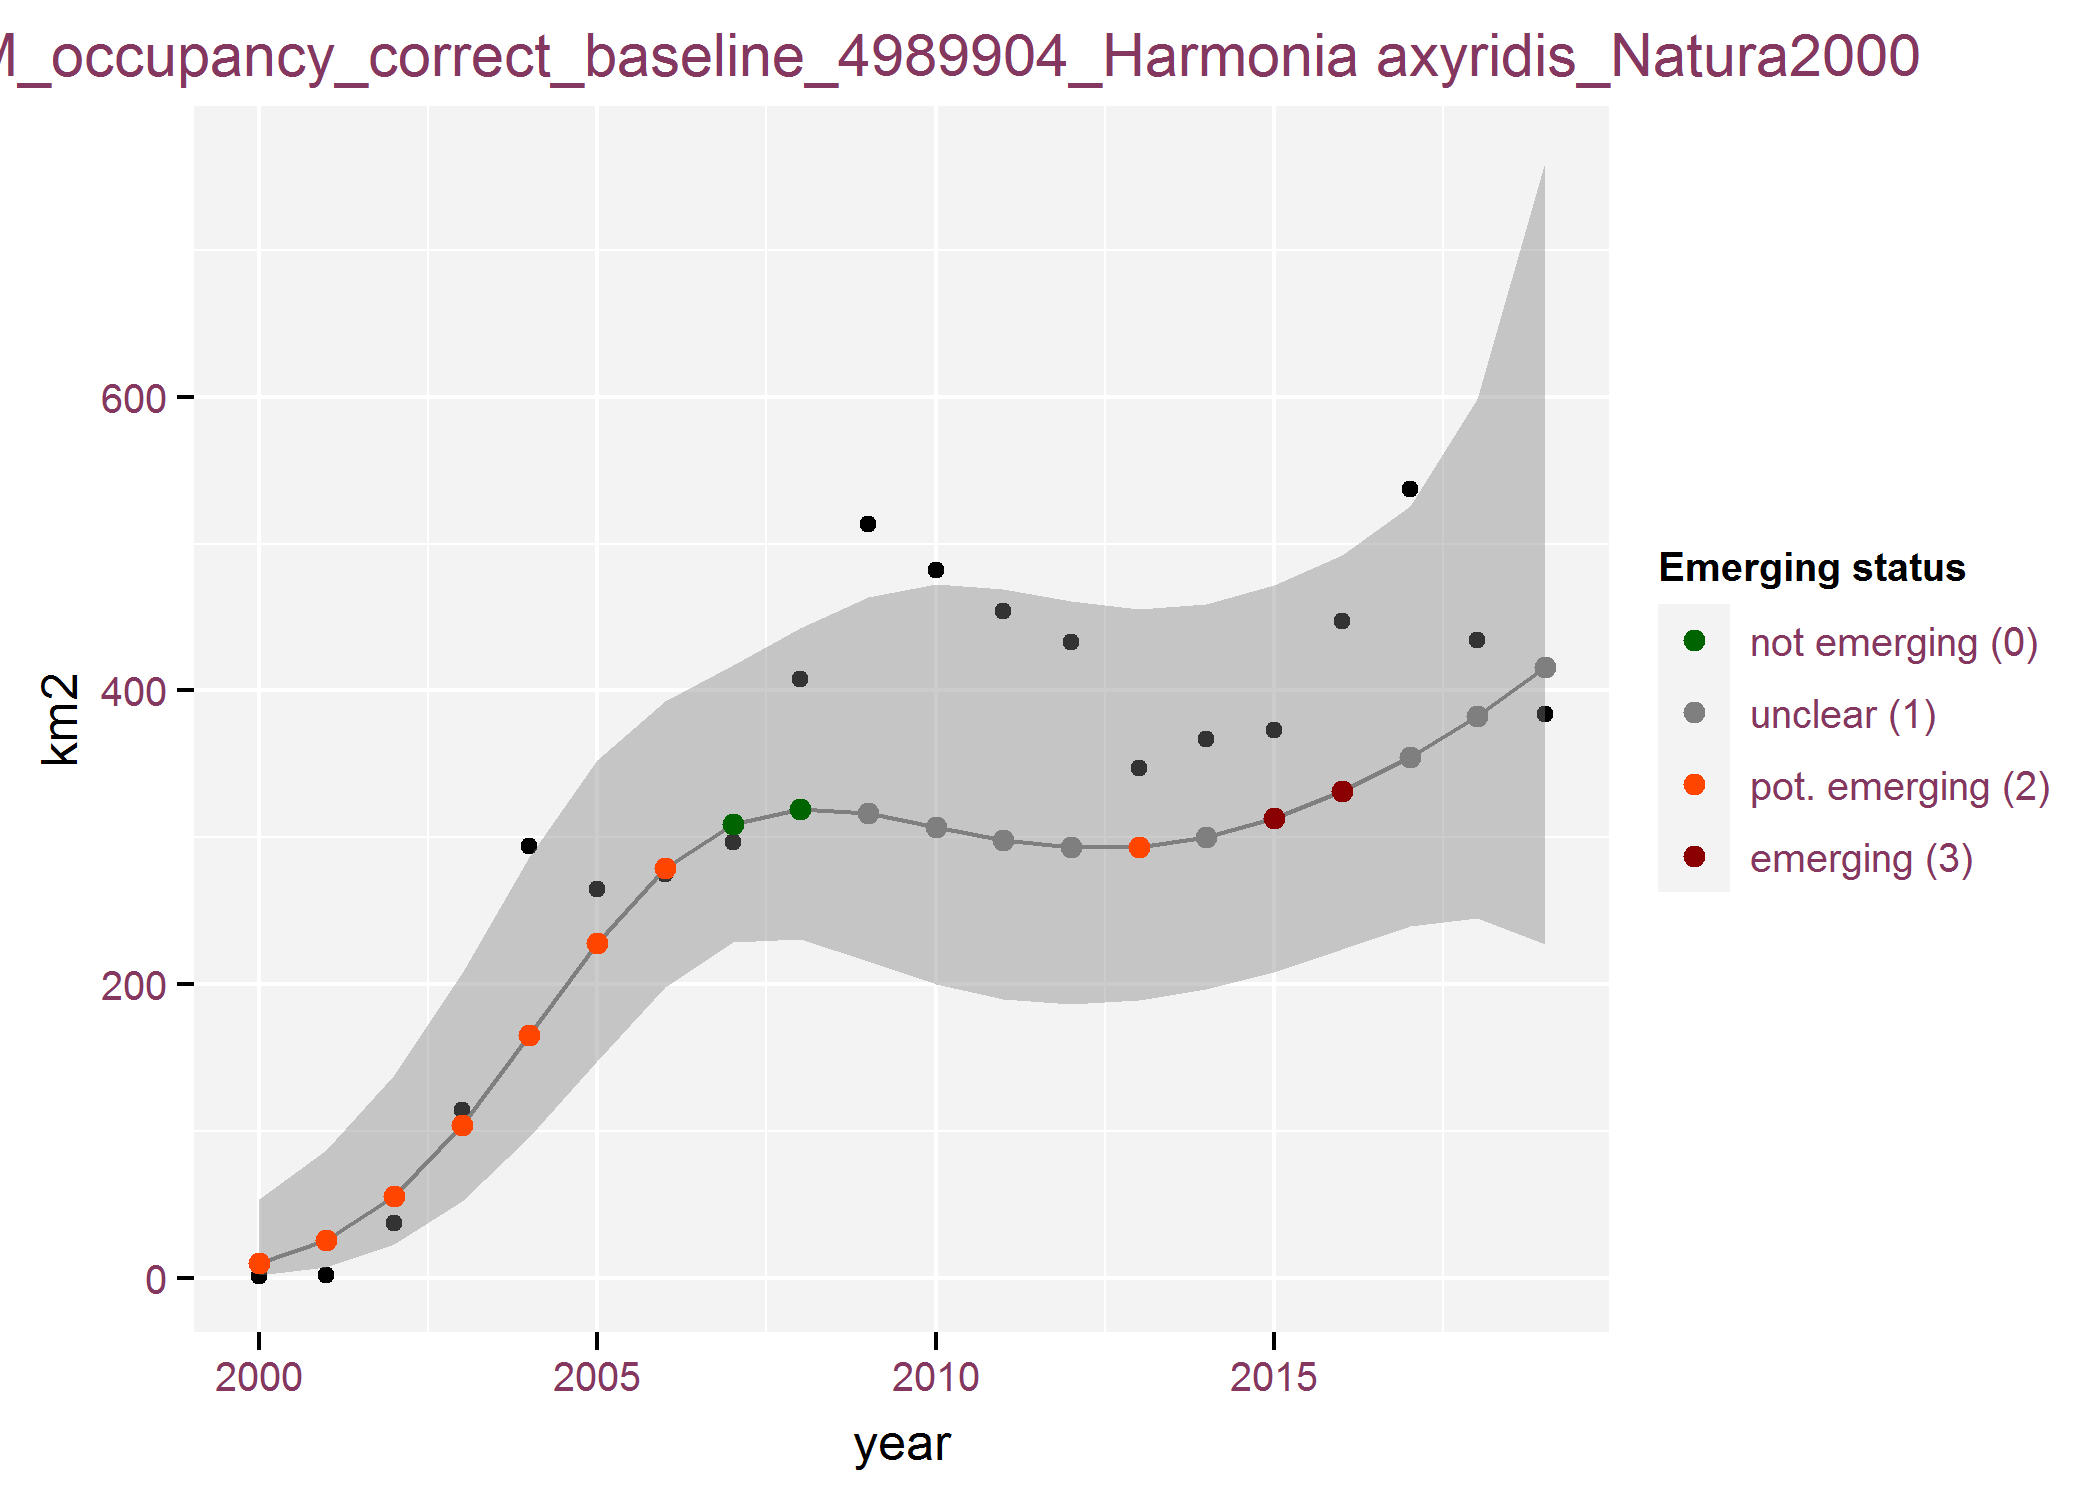 M_occupancy_correct_baseline_4989904_Harmonia axyridis_Natura2000
600
400
200
0
km2
2000 2005 2010 2015
year
Emerging status
not emerging (0)
unclear (1)
pot. emerging (2)
emerging (3)